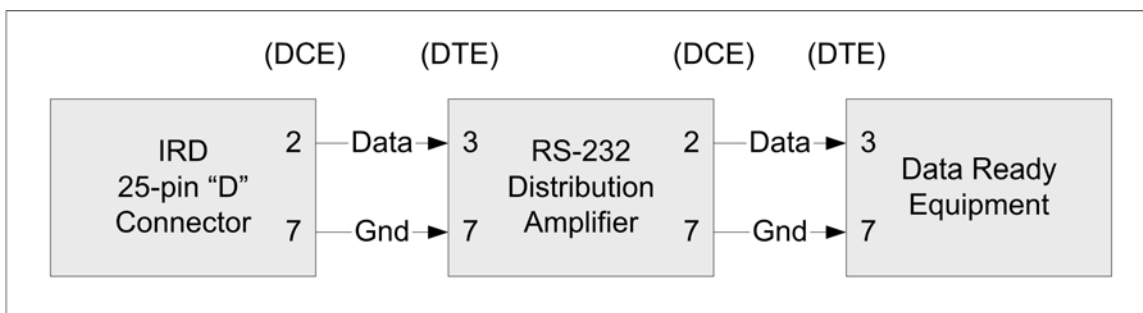 (DCE) (DTE) (DCE) (DTE)
IRD
25-pin “D”
Connector
2 Data 3
7 Gnd 7
RS-232
Distribution
Amplifier
2 Data 3
7 Gnd 7
Data Ready
Equipment